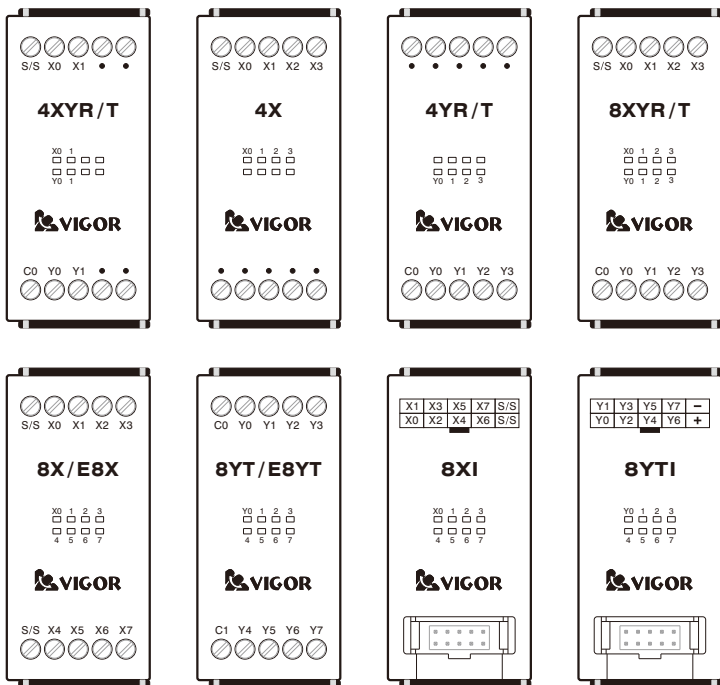 S/S X0 X1 • •
4XYR/T
X0 1
Y0 1
VIGOR
C0 Y0 Y1 • •
S/S X0 X1 X2 X3
4X
X0 1 2 3
VIGOR
• • • • •
• • • • •
4YR/T
Y0 1 2 3
VIGOR
C0 Y0 Y1 Y2 Y3
S/S X0 X1 X2 X3
8XYR/T
X0 1 2 3
Y0 1 2 3
VIGOR
C0 Y0 Y1 Y2 Y3
S/S X0 X1 X2 X3
8X/E8X
X0 1 2 3
4 5 6 7
VIGOR
S/S X4 X5 X6 X7
C0 Y0 Y1 Y2 Y3
8YT/E8YT
Y0 1 2 3
4 5 6 7
VIGOR
C1 Y4 Y5 Y6 Y7
X1 X3 X5 X7 S/S
X0 X2 X4 X6 S/S
8XI
X0 1 2 3
4 5 6 7
VIGOR
Y1 Y3 Y5 Y7 −
Y0 Y2 Y4 Y6 +
8YTI
Y0 1 2 3
4 5 6 7
VIGOR